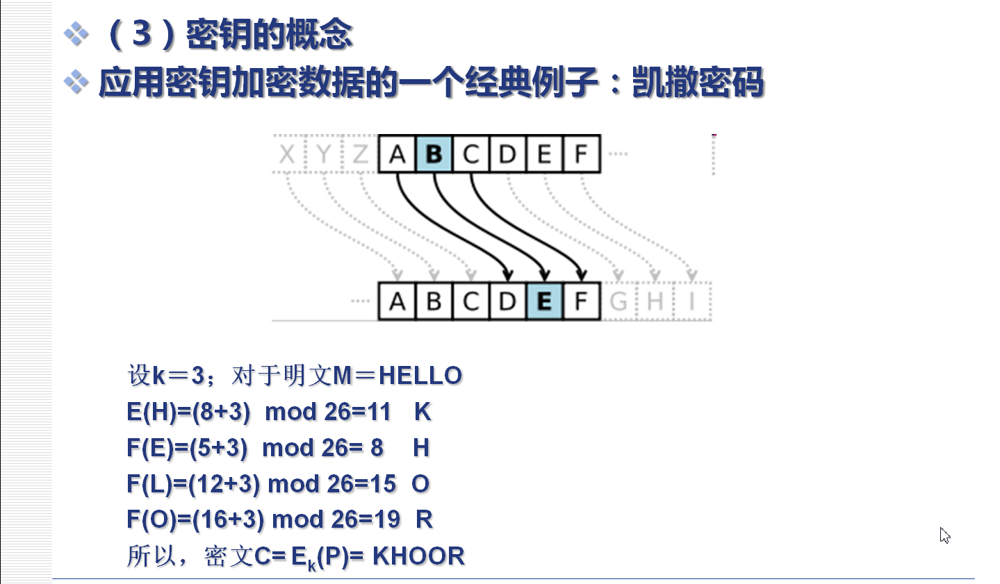 （3）密钥的概念
应用密钥加密数据的一个经典例子：凯撒密码
X Y Z A B C D E F ····
···· A B C D E F G H I
设k＝3；对于明文M＝HELLO
E(H)=(8+3) mod 26=11 K
F(E)=(5+3) mod 26= 8 H
F(L)=(12+3) mod 26=15 O
F(O)=(16+3) mod 26=19 R
所以，密文C= Ek(P)= KHOOR